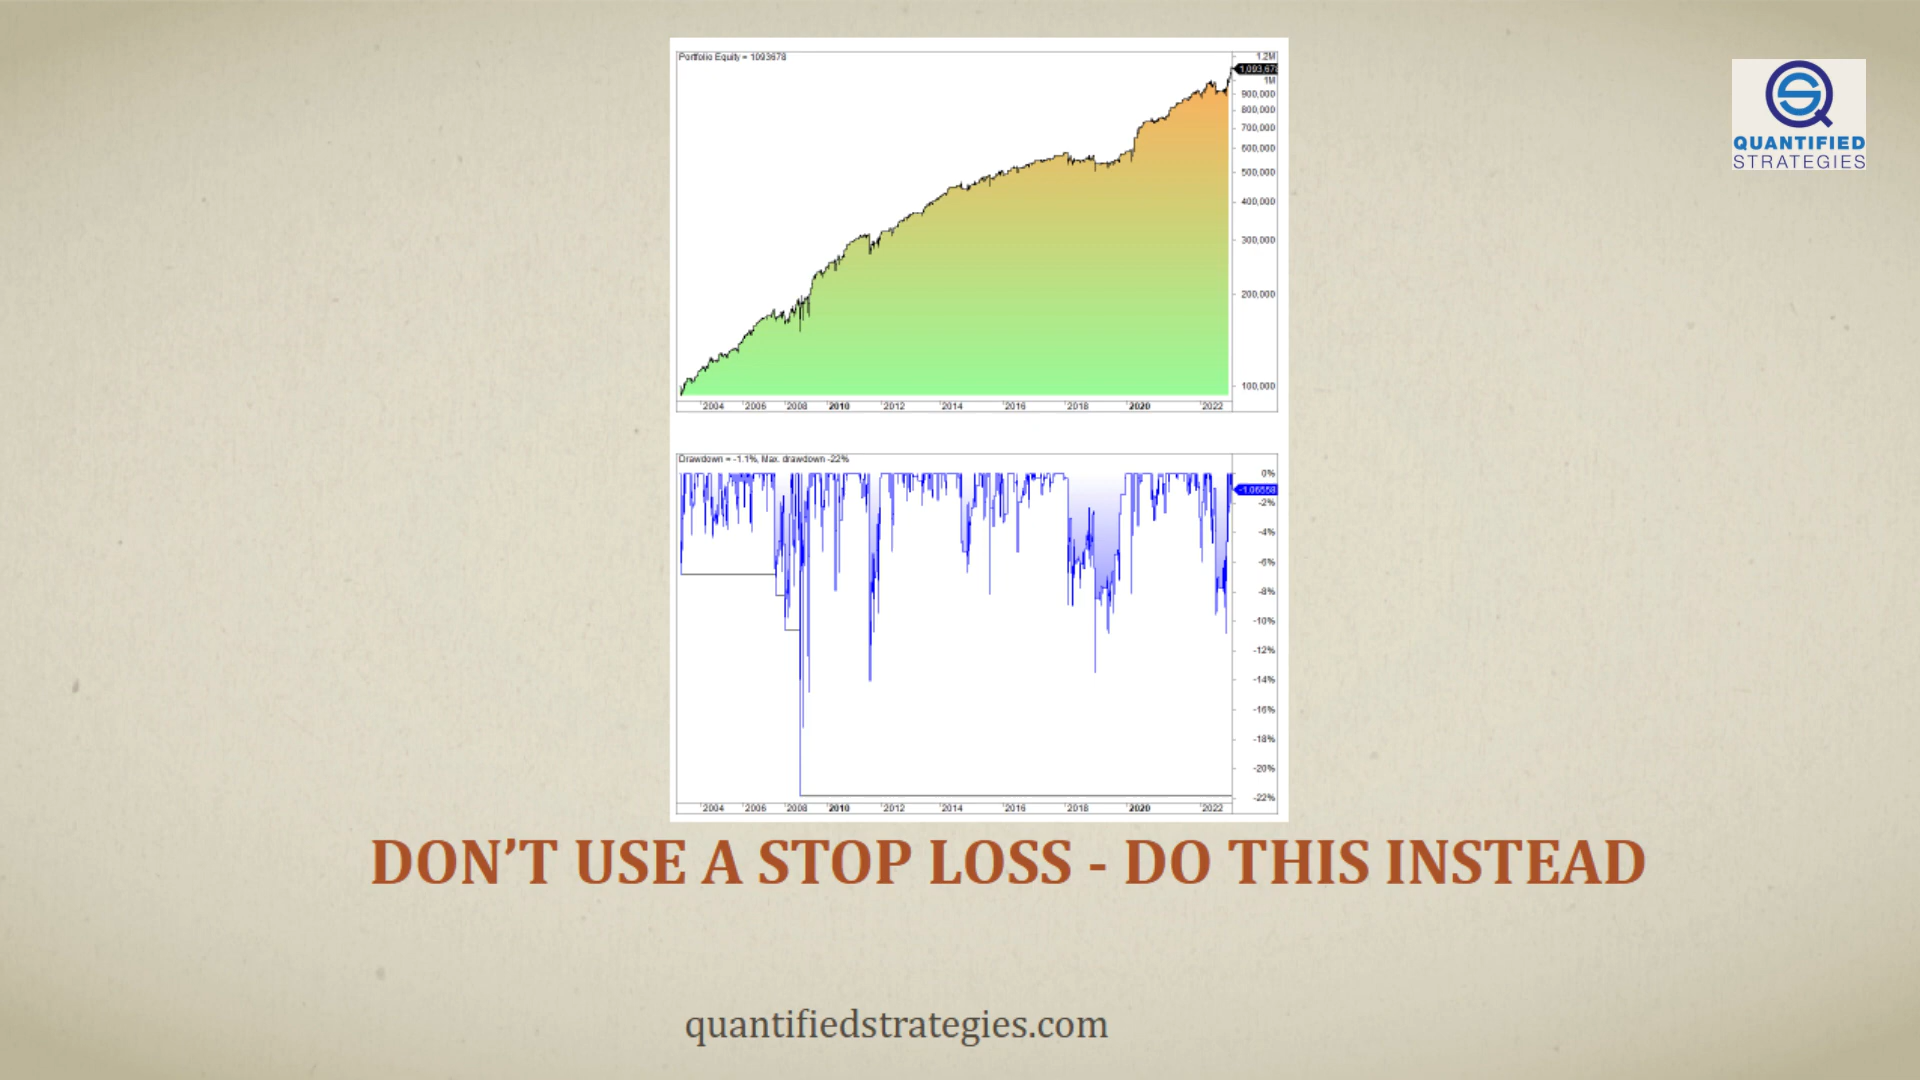 Portfolio Equity = 1093678
1.2M
1,093,678
1M
900,000
800,000
700,000
600,000
500,000
400,000
300,000
200,000
100,000
2004 2006 2008 2010 2012 2014 2016 2018 2020 2022
QUANTIFIED
STRATEGIES
Drawdown = -1.1%, Max. drawdown -22%
0%
-1.06558
-2%
-4%
-6%
-8%
-10%
-12%
-14%
-16%
-18%
-20%
-22%
2004 2006 2008 2010 2012 2014 2016 2018 2020 2022
DON’T USE A STOP LOSS - DO THIS INSTEAD
quantifiedstrategies.com